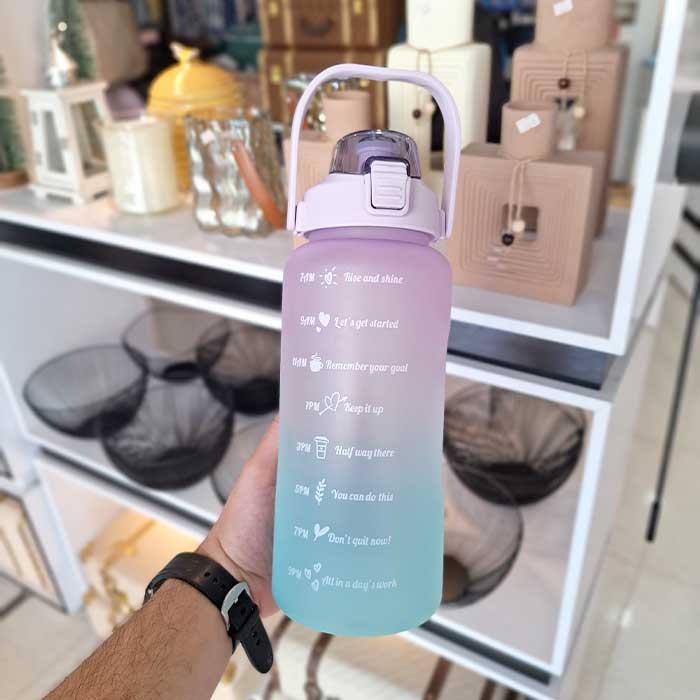 7AM Rise and shine
9AM Let's get started
11AM Remember your goal
1PM Keep it up
3PM Half way there
5PM You can do this
7PM Don't quit now!
9PM All in a day's work